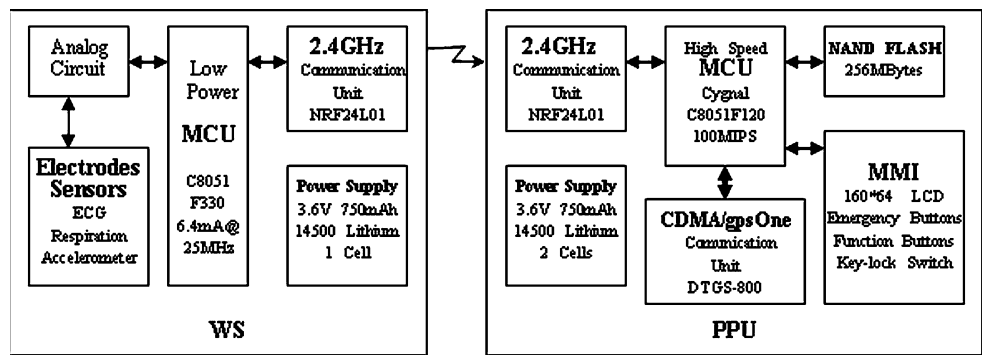 Analog
Circuit
Electrodes
Sensors
ECG
Respiration
Accelerometer
Low
Power
MCU
C8051
F330
6.4mA@
25MHz
2.4GHz
Communication
Unit
NRF24L01
Power Supply
3.6V 750mAh
14500 Lithium
1 Cell
WS
2.4GHz
Communication
Unit
NRF24L01
Power Supply
3.6V 750mAh
14500 Lithium
2 Cells
High Speed
MCU
Cygnal
C8051F120
100MIPS
CDMA/gpsOne
Comunication
Unit
DTGS-800
NAND FLASH
256MBytes
MMI
160*64 LCD
Emergency Buttons
Function Buttons
Key-lock Switch
PPU